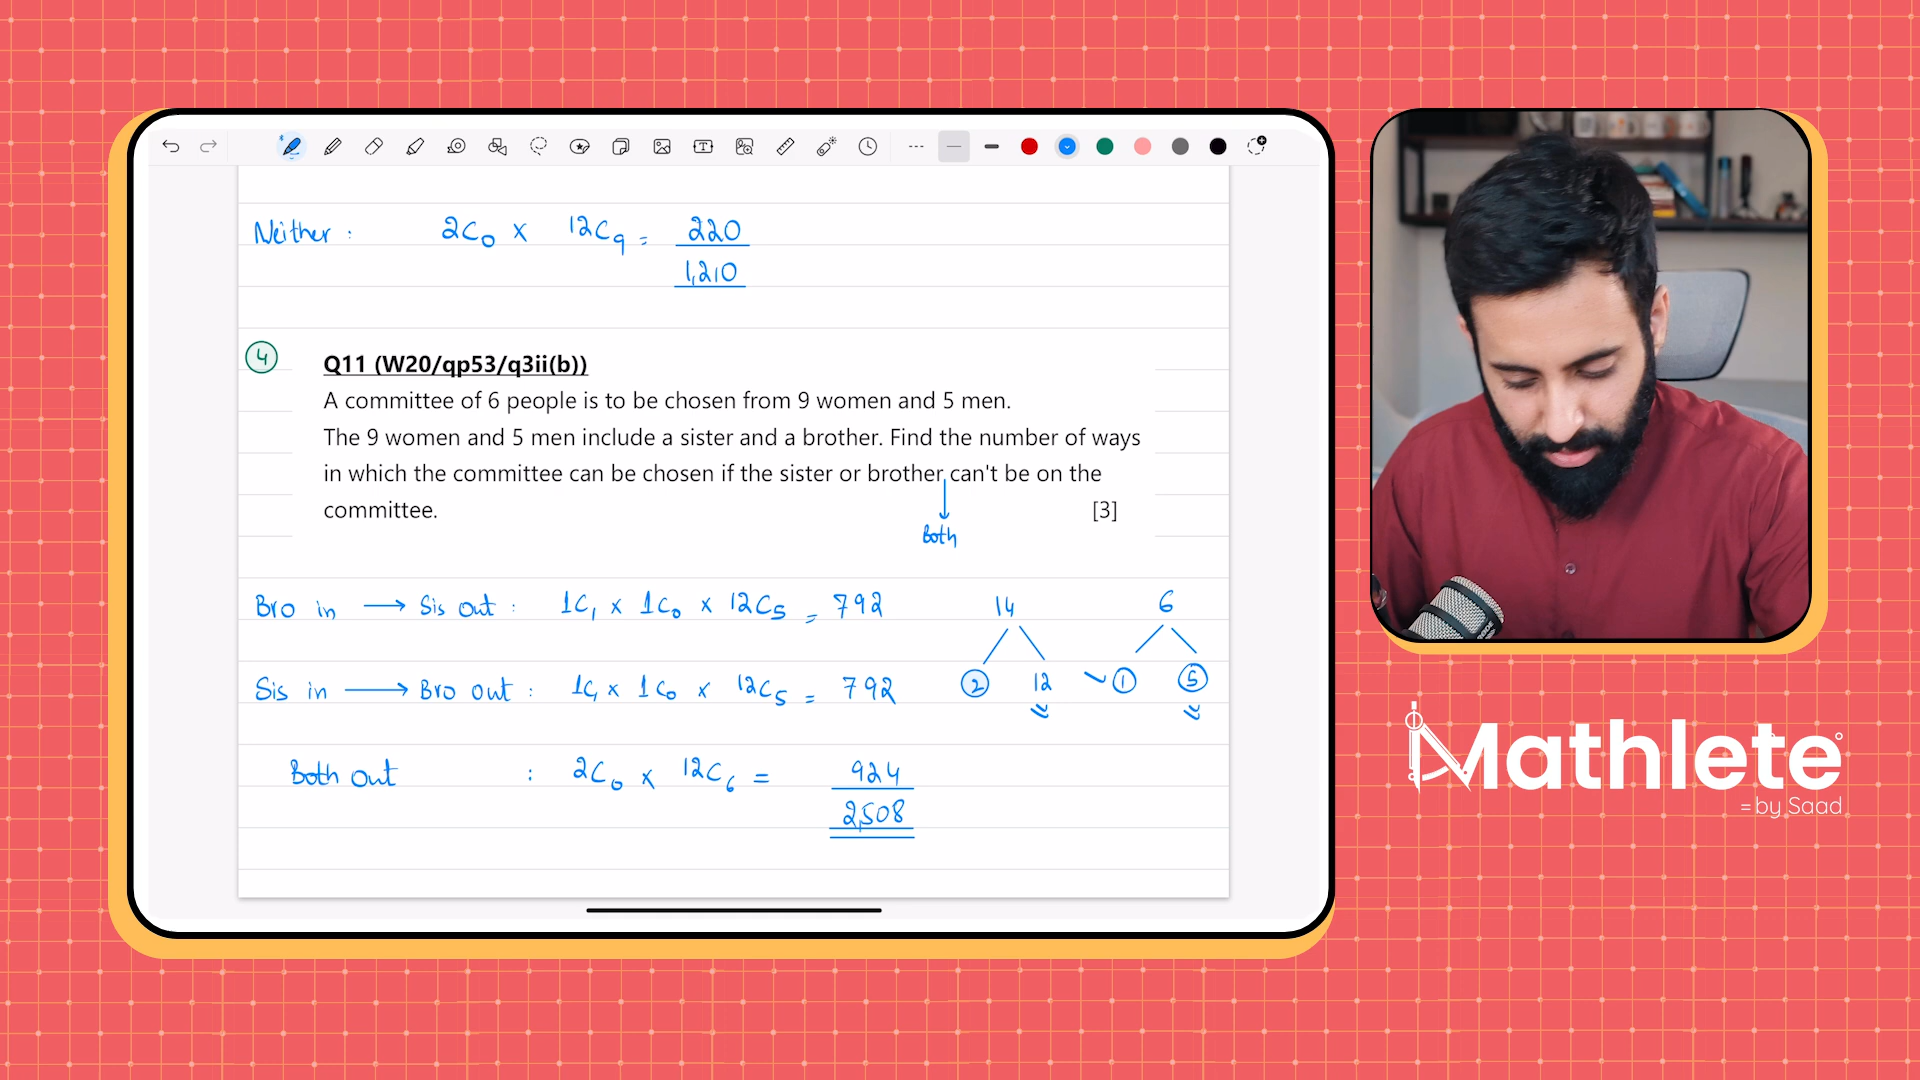 Neither : 2C0 x 12C9 = 220
1,210
4
Q11 (W20/qp53/q3ii(b))
A committee of 6 people is to be chosen from 9 women and 5 men.
The 9 women and 5 men include a sister and a brother. Find the number of ways
in which the committee can be chosen if the sister or brother can't be on the
committee. [3]
Both
Bro in → Sis out : 1C1 x 1C0 x 12C5 = 792
14 6
Sis in → Bro out : 1C1 x 1C0 x 12C5 = 792
2 12 1 5
Both out : 2C0 x 12C6 = 924
2,508
Mathlete
= by Saad